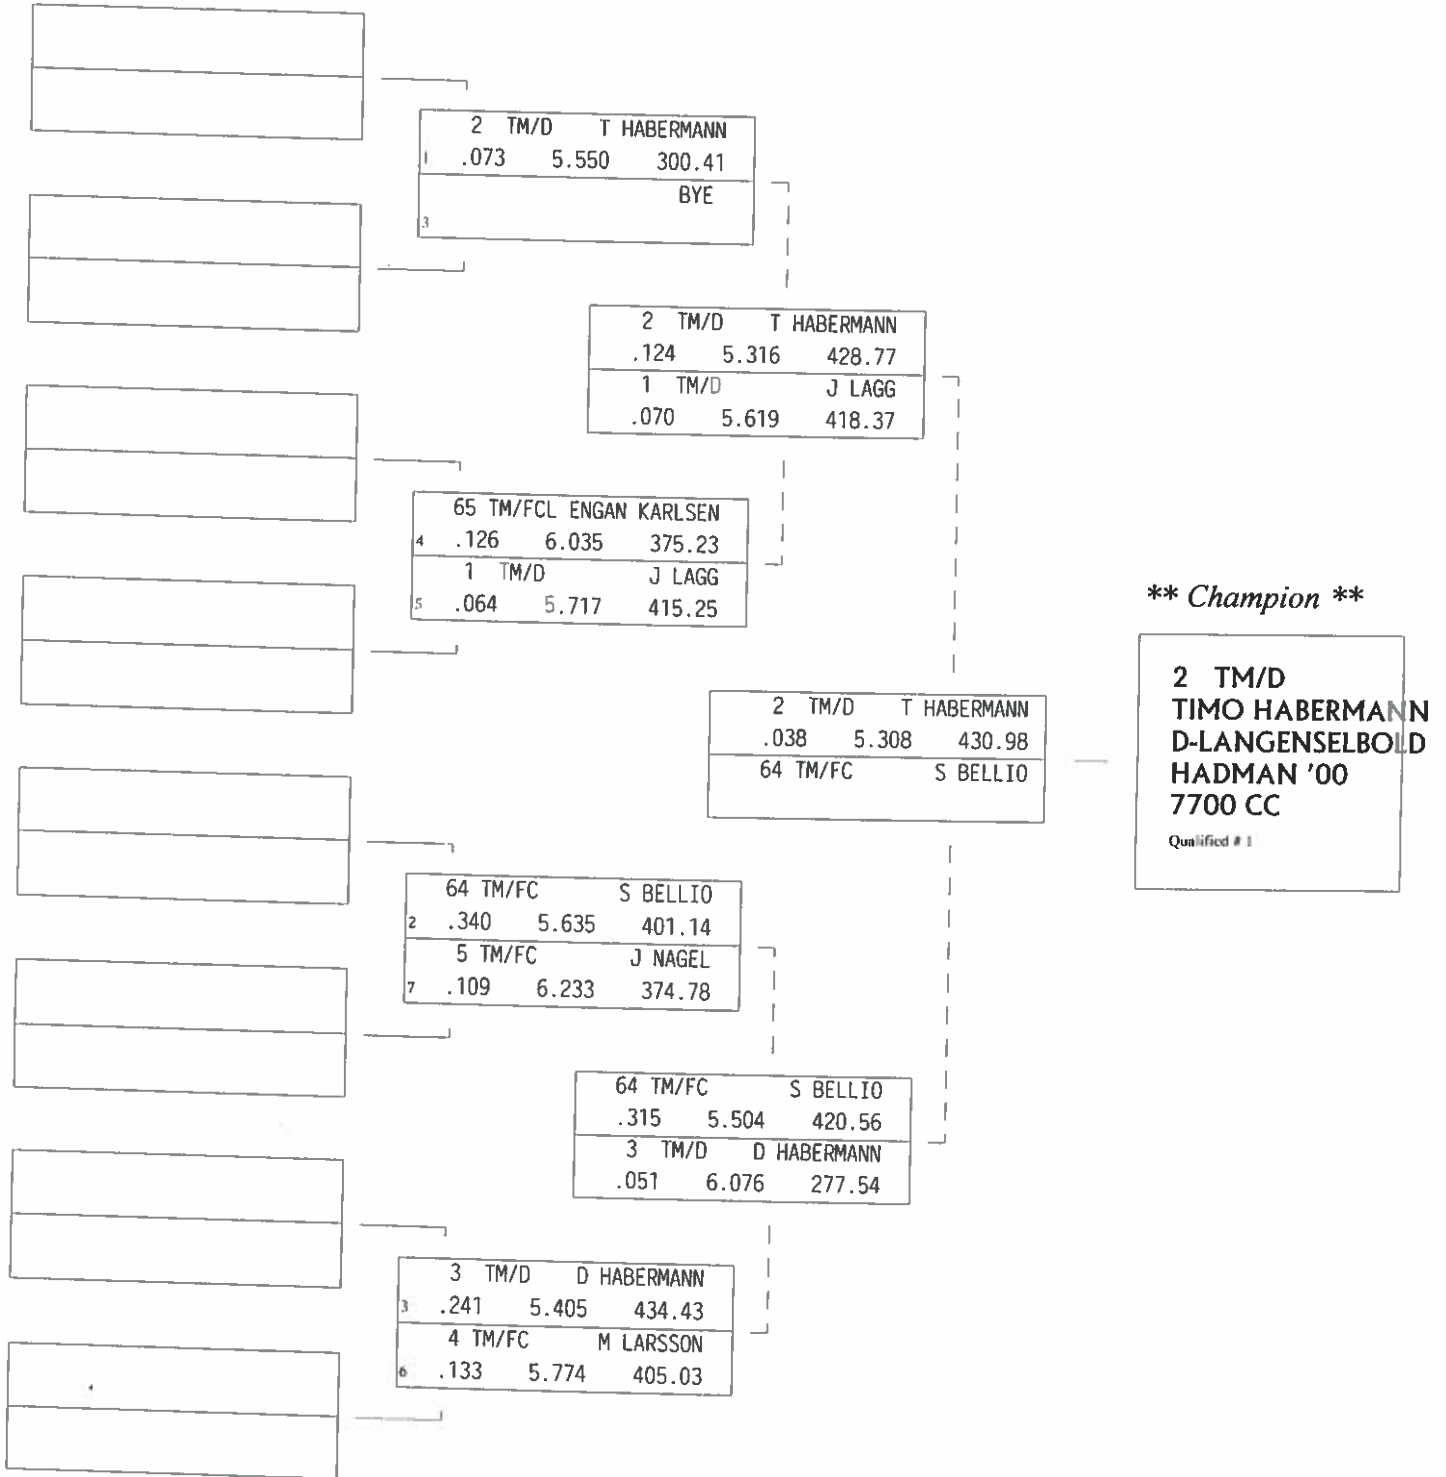 2 TM/D T HABERMANN
1 .073 5.550 300.41
BYE
3
2 TM/D T HABERMANN
.124 5.316 428.77
1 TM/D J LAGG
.070 5.619 418.37
65 TM/FCL ENGAN KARLSEN
4 .126 6.035 375.23
1 TM/D J LAGG
5 .064 5.717 415.25
** Champion **
2 TM/D
TIMO HABERMANN
D-LANGENSELBOLD
HADMAN '00
7700 CC
Qualified # 1
2 TM/D T HABERMANN
.038 5.308 430.98
64 TM/FC S BELLIO
64 TM/FC S BELLIO
2 .340 5.635 401.14
5 TM/FC J NAGEL
7 .109 6.233 374.78
64 TM/FC S BELLIO
.315 5.504 420.56
3 TM/D D HABERMANN
.051 6.076 277.54
3 TM/D D HABERMANN
3 .241 5.405 434.43
4 TM/FC M LARSSON
6 .133 5.774 405.03